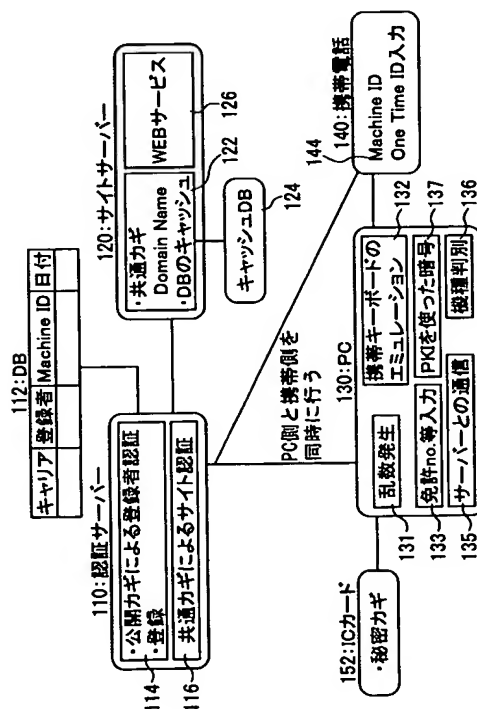 112:DB
キャリア 登録者 Machine ID 日付
110:認証サーバー
・公開カギによる登録者認証
・登録
共通カギによるサイト認証
114
116
120:サイトサーバー
・共通カギ
Domain Name
・DBのキャッシュ
WEBサービス
122
126
キャッシュDB
124
PC側と携帯側を
同時に行う
140:携帯電話
Machine ID
One Time ID入力
144
130:PC
乱数発生
携帯キーボードの
エミュレーション
免許no.等入力
PKIを使った暗号
サーバーとの通信
機種判別
131
132
133
137
135
136
152:ICカード
・秘密カギ